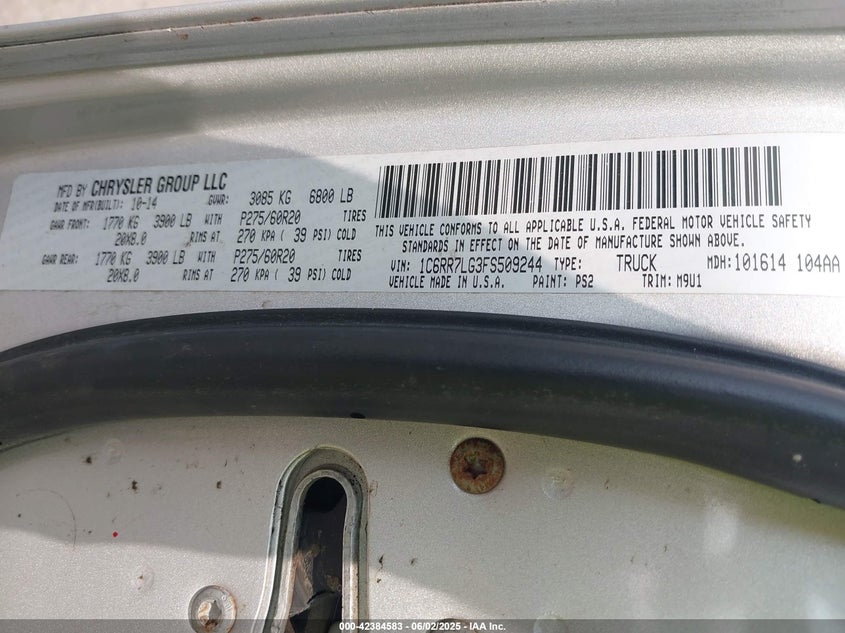 MFD BY CHRYSLER GROUP LLC
DATE OF MFR(BUILT): 10-14 GVWR: 3085 KG 6800 LB
GAWR FRONT: 1770 KG 3900 LB WITH P275/60R20 TIRES
20X8.0 RIMS AT 270 KPA ( 39 PSI) COLD
GAWR REAR: 1770 KG 3900 LB WITH P275/60R20 TIRES
20X8.0 RIMS AT 270 KPA ( 39 PSI) COLD
THIS VEHICLE CONFORMS TO ALL APPLICABLE U.S.A. FEDERAL MOTOR VEHICLE SAFETY
STANDARDS IN EFFECT ON THE DATE OF MANUFACTURE SHOWN ABOVE.
VIN: 1C6RR7LG3FS509244 TYPE: TRUCK MDH:101614 104AA
VEHICLE MADE IN U.S.A. PAINT: PS2 TRIM: M9U1
000-42384583 - 06/02/2025 - IAA Inc.